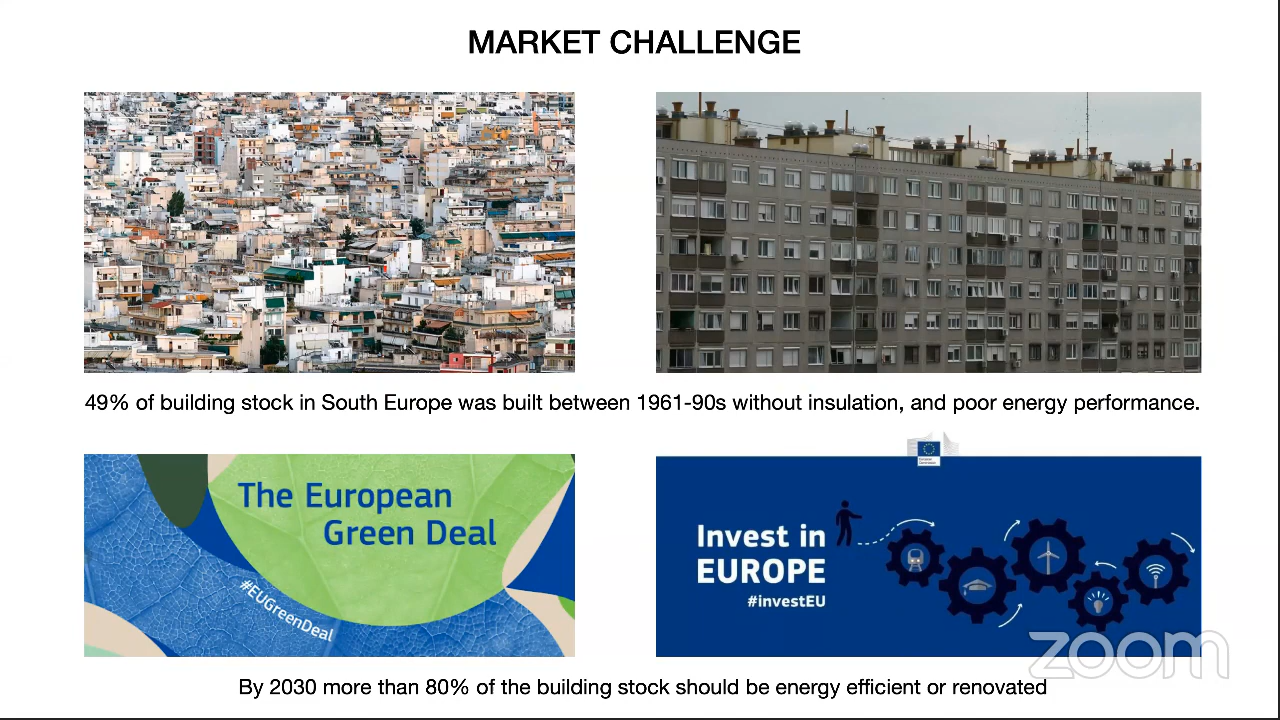 MARKET CHALLENGE
49% of building stock in South Europe was built between 1961-90s without insulation, and poor energy performance.
The European
Green Deal
#EUGreenDeal
Invest in
EUROPE
#investEU
zoom
By 2030 more than 80% of the building stock should be energy efficient or renovated